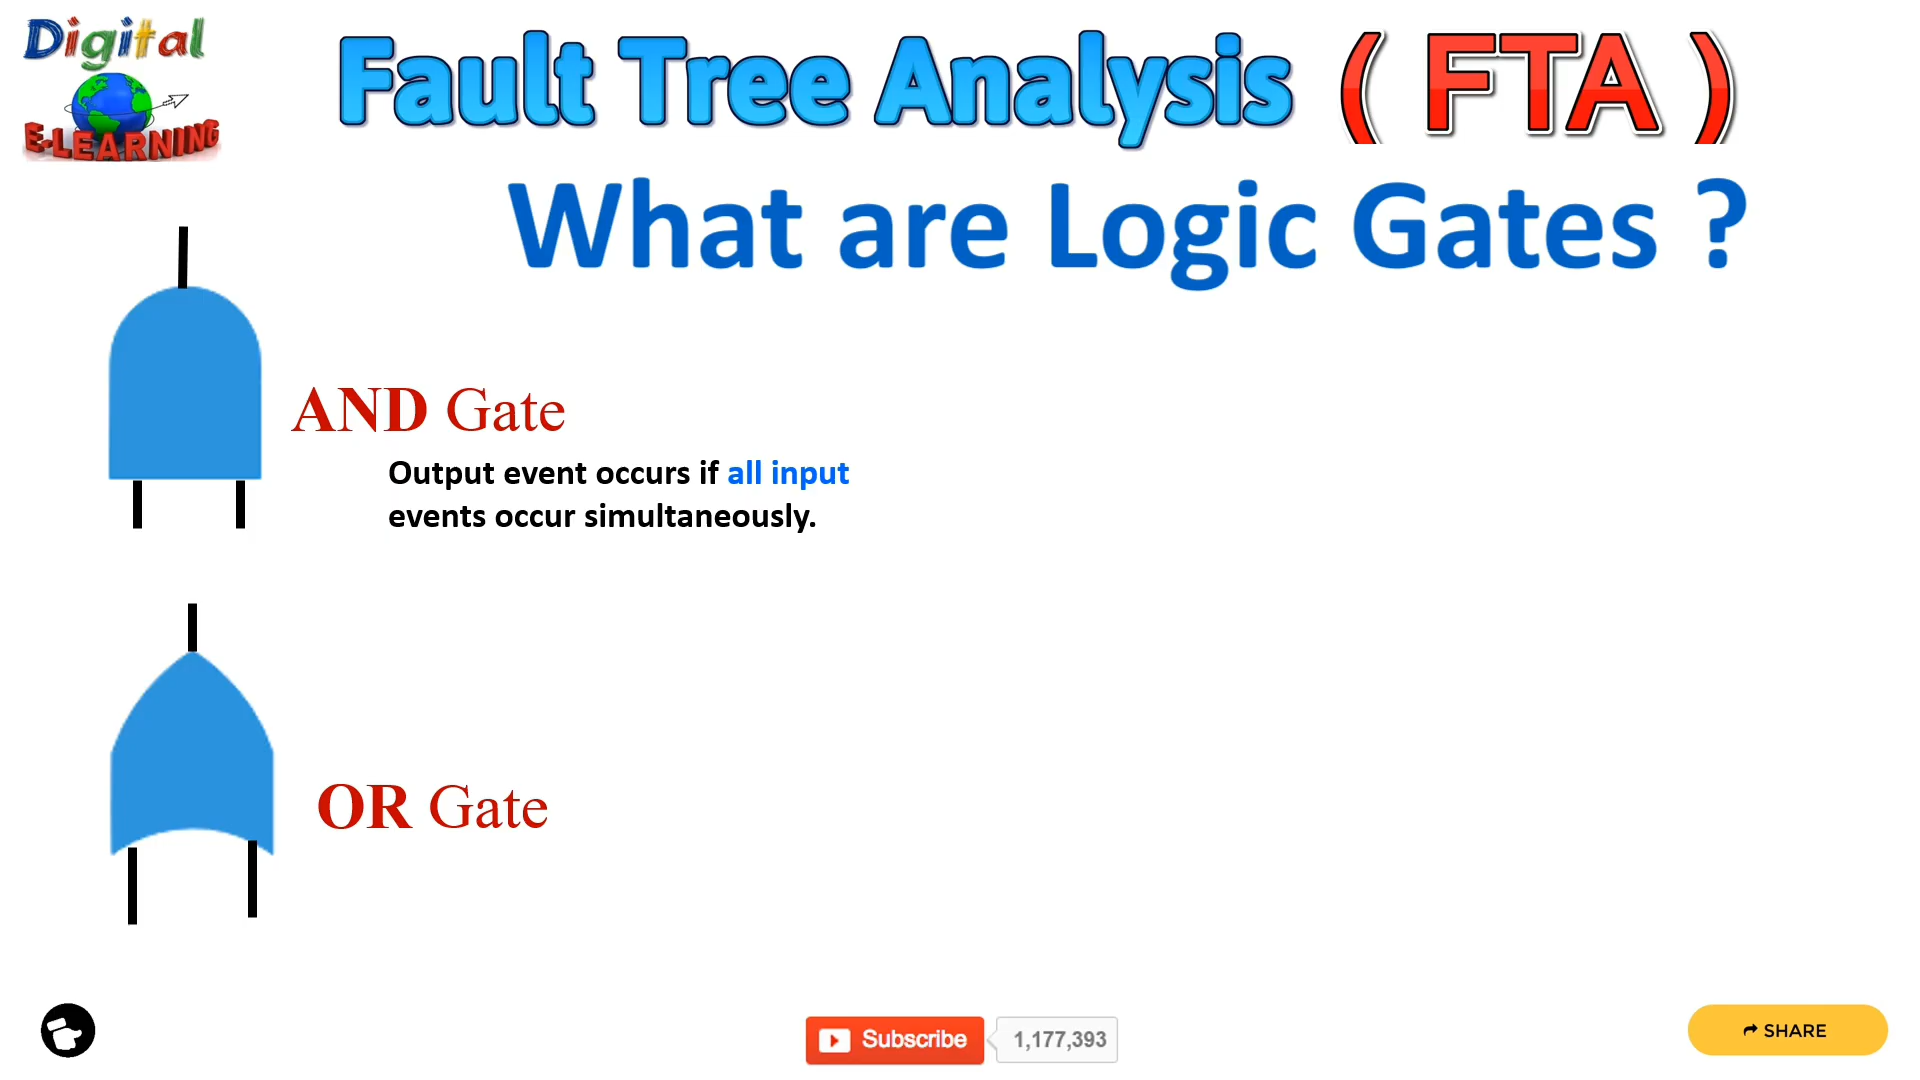 Digital
E-LEARNING
Fault Tree Analysis ( FTA )
What are Logic Gates ?
AND Gate
Output event occurs if all input
events occur simultaneously.
OR Gate
Subscribe 1,177,393
SHARE